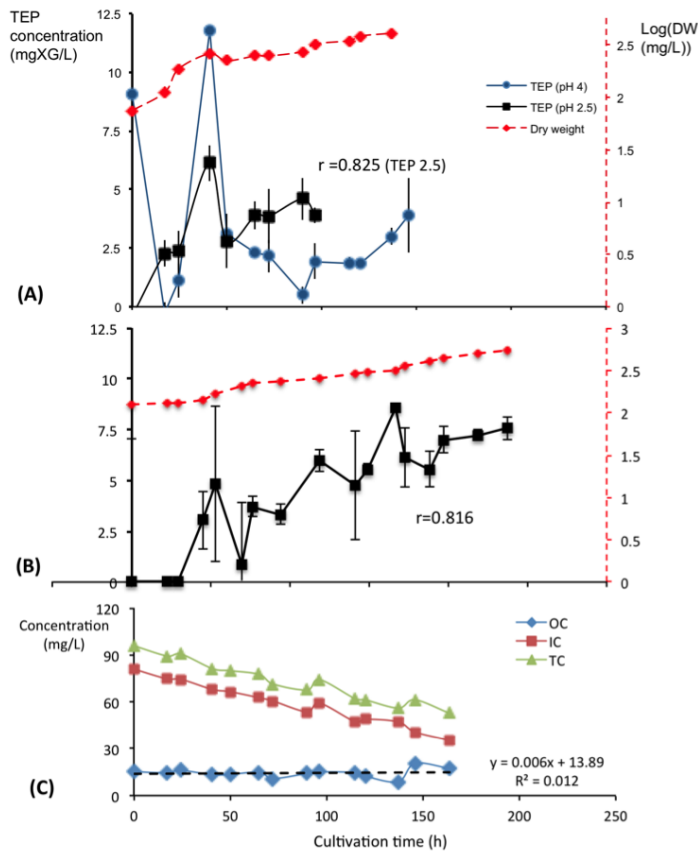 TEP
concentration
(mgXG/L)
Log(DW
(mg/L))
12.5
10
7.5
5
2.5
0
2.5
2
1.5
1
0.5
0
TEP (pH 4)
TEP (pH 2.5)
Dry weight
r =0.825 (TEP 2.5)
(A)
12.5
10
7.5
5
2.5
0
3
2.5
2
1.5
1
0.5
0
r=0.816
(B)
Concentration
(mg/L)
120
90
60
30
0
OC
IC
TC
y = 0.006x + 13.89
R² = 0.012
(C)
0 50 100 150 200 250
Cultivation time (h)